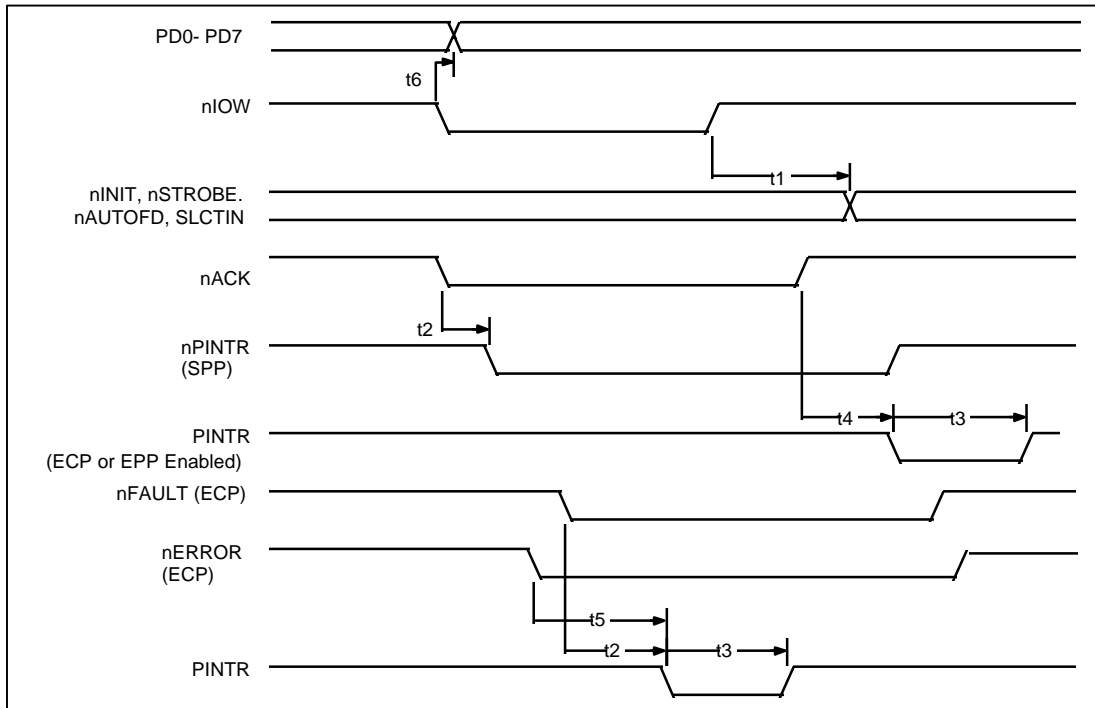 PD0- PD7
t6
nIOW
t1
nINIT, nSTROBE.
nAUTOFD, SLCTIN
nACK
t2
nPINTR
(SPP)
t4
t3
PINTR
(ECP or EPP Enabled)
nFAULT (ECP)
nERROR
(ECP)
t5
t2
t3
PINTR